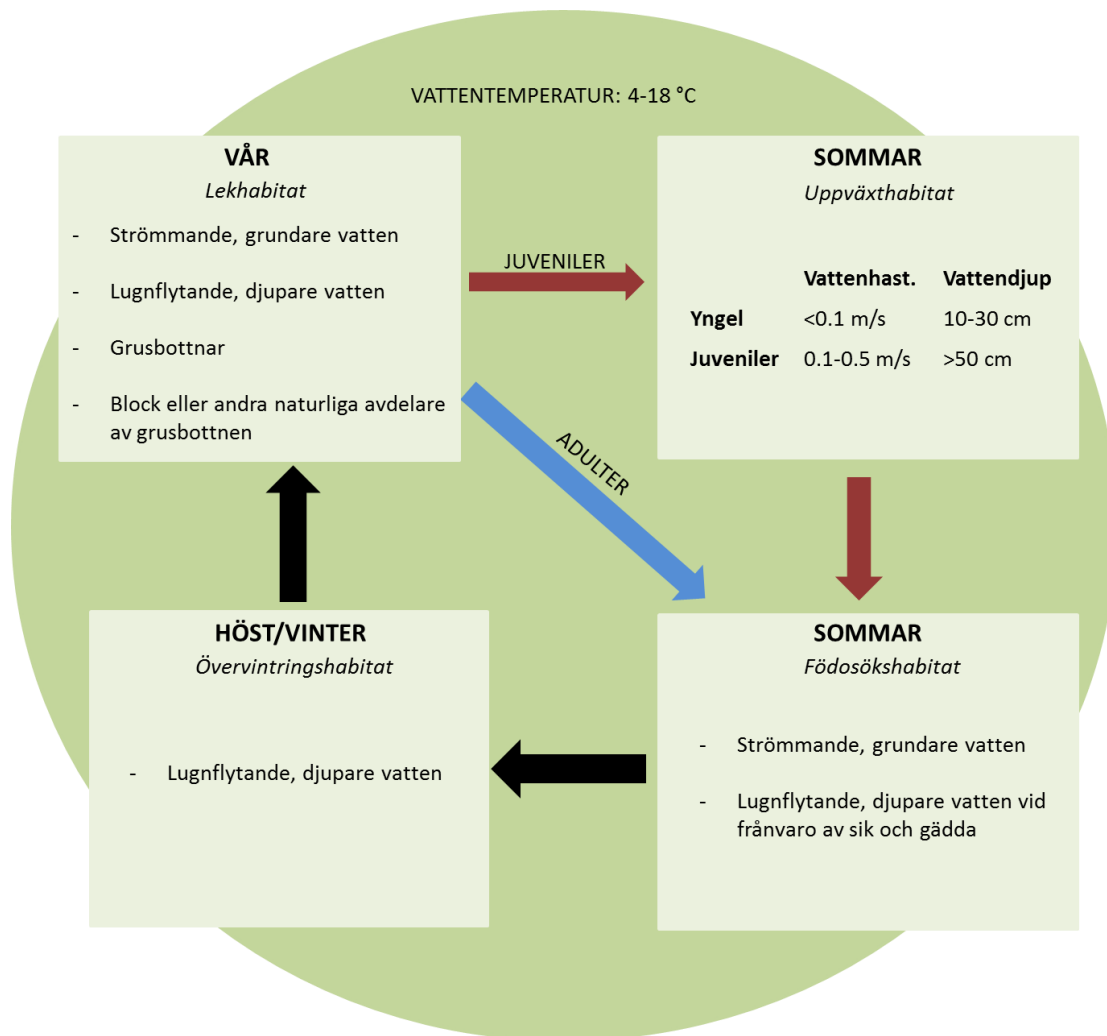 VATTENTEMPERATUR: 4-18 °C
VÅR
Lekhabitat
- Strömmande, grundare vatten
- Lugnflytande, djupare vatten
- Grusbottnar
- Block eller andra naturliga avdelare
av grusbottnen
JUVENILER
SOMMAR
Uppväxthabitat
Vattenhast. Vattendjup
Yngel <0.1 m/s 10-30 cm
Juveniler 0.1-0.5 m/s >50 cm
ADULTER
HÖST/VINTER
Övervintringshabitat
- Lugnflytande, djupare vatten
SOMMAR
Födosökshabitat
- Strömmande, grundare vatten
- Lugnflytande, djupare vatten vid
frånvaro av sik och gädda